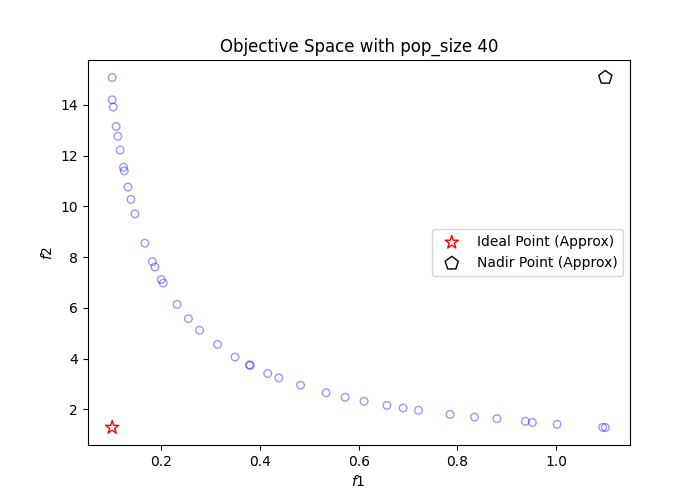 Objective Space with pop_size 40
14
12
10
8
6
4
2
f2
Ideal Point (Approx)
Nadir Point (Approx)
0.2 0.4 0.6 0.8 1.0
f1